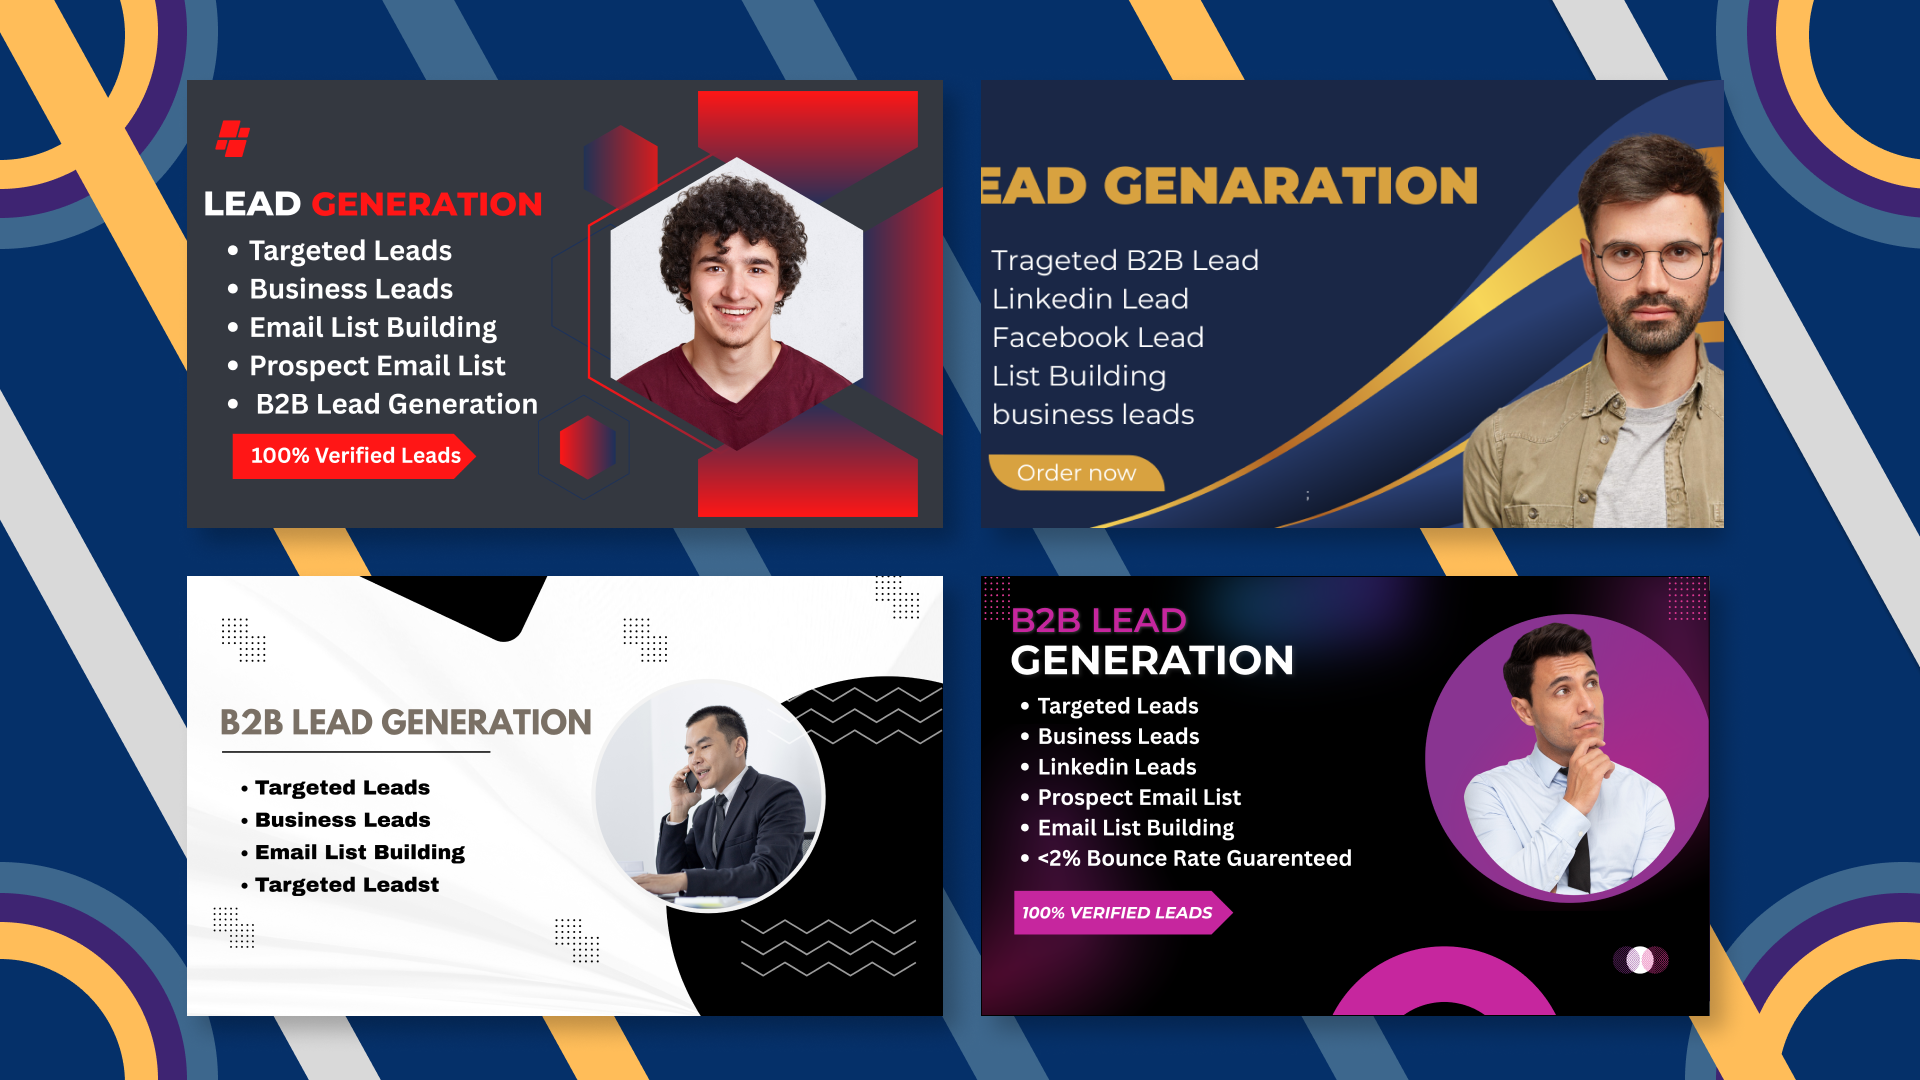 LEAD GENERATION
• Targeted Leads
• Business Leads
• Email List Building
• Prospect Email List
• B2B Lead Generation
100% Verified Leads
EAD GENARATION
Trageted B2B Lead
Linkedin Lead
Facebook Lead
List Building
business leads
Order now
;
B2B LEAD GENERATION
• Targeted Leads
• Business Leads
• Email List Building
• Targeted Leadst
B2B LEAD
GENERATION
• Targeted Leads
• Business Leads
• Linkedin Leads
• Prospect Email List
• Email List Building
• <2% Bounce Rate Guarenteed
100% VERIFIED LEADS